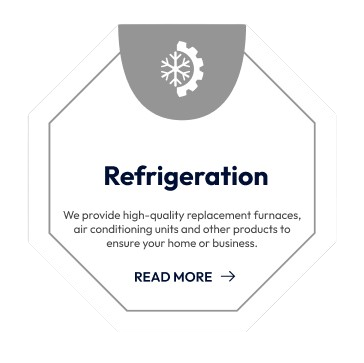 Refrigeration
We provide high-quality replacement furnaces,
air conditioning units and other products to
ensure your home or business.
READ MORE →